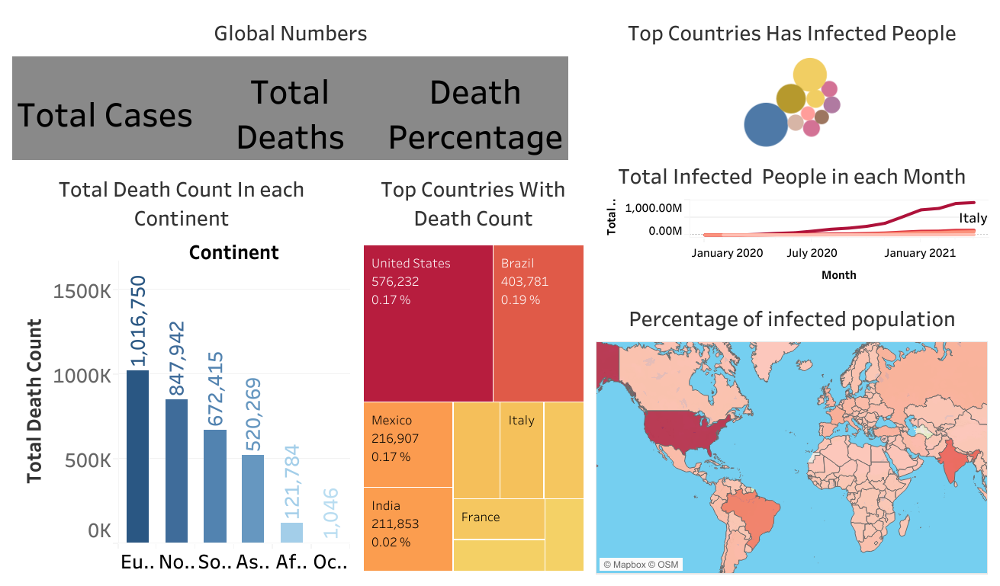 Global Numbers
Total Cases
Total
Deaths
Death
Percentage
Total Death Count In each
Continent
Continent
Total Death Count
1500K
1000K
500K
0K
1,016,750
847,942
672,415
520,269
121,784
1,046
Eu.. No.. So.. As.. Af.. Oc..
Top Countries With
Death Count
United States
576,232
0.17 %
Brazil
403,781
0.19 %
Mexico
216,907
0.17 %
Italy
India
211,853
0.02 %
France
Top Countries Has Infected People
Total Infected  People in each Month
Total ..
1,000.00M
0.00M
Italy
January 2020
July 2020
January 2021
Month
Percentage of infected population
© Mapbox © OSM